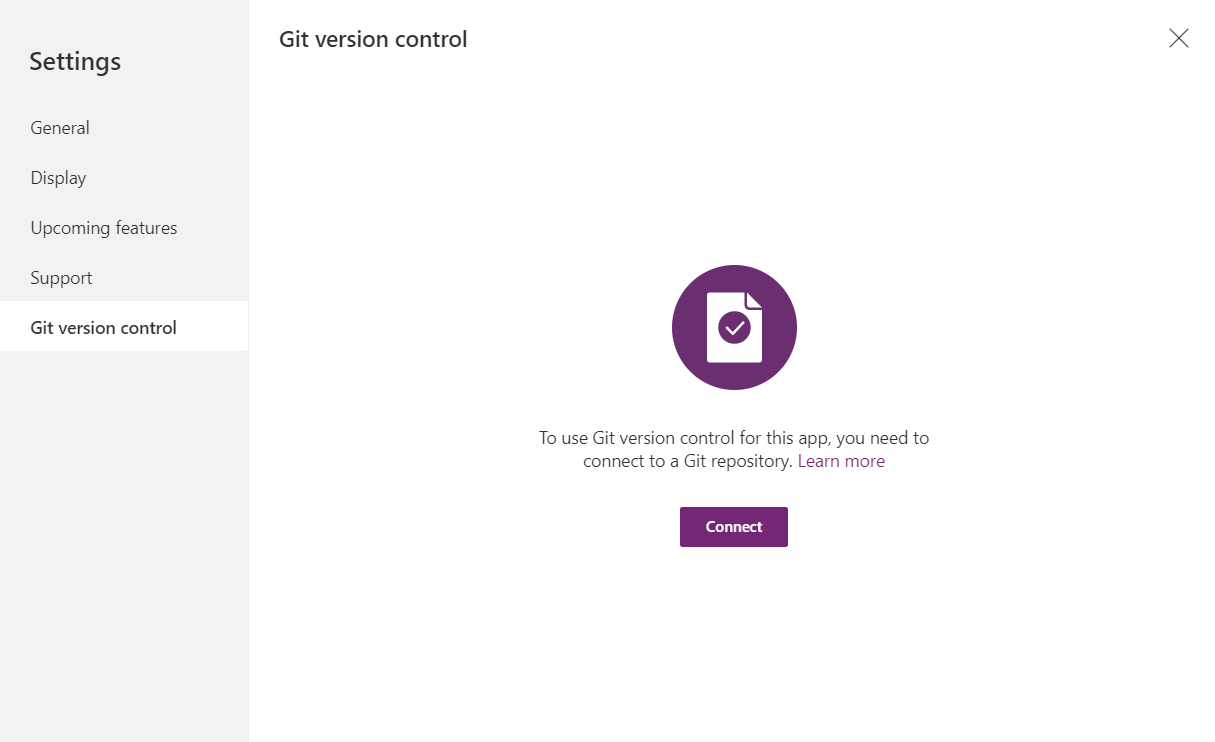 Settings
General
Display
Upcoming features
Support
Git version control
Git version control
To use Git version control for this app, you need to
connect to a Git repository. Learn more
Connect